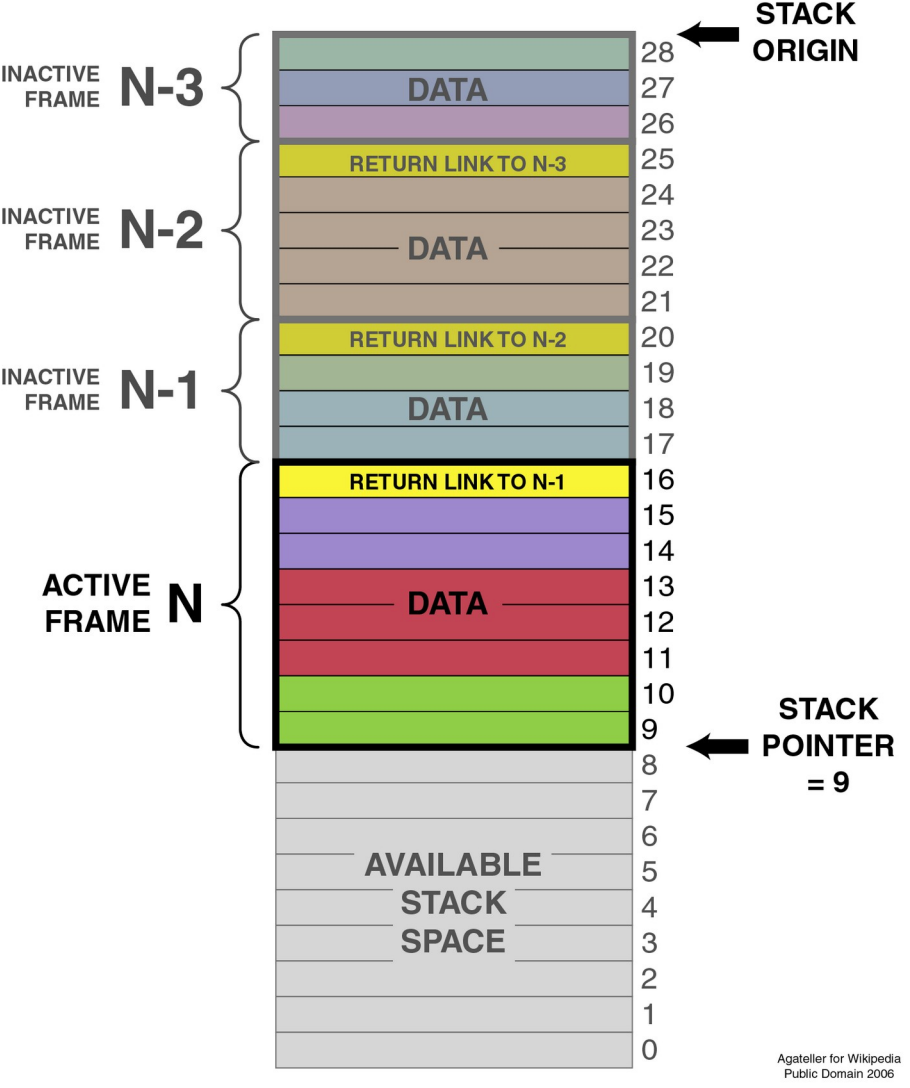 STACK
ORIGIN
28
INACTIVE
FRAME N-3
DATA
27
26
RETURN LINK TO N-3
25
24
INACTIVE
FRAME N-2
23
DATA
22
21
RETURN LINK TO N-2
20
19
INACTIVE
FRAME N-1
DATA
18
17
RETURN LINK TO N-1
16
15
14
ACTIVE
FRAME N
13
DATA
12
11
10
9
STACK
POINTER
= 9
8
7
6
AVAILABLE
5
STACK
4
SPACE
3
2
1
0
Agateller for Wikipedia
Public Domain 2006